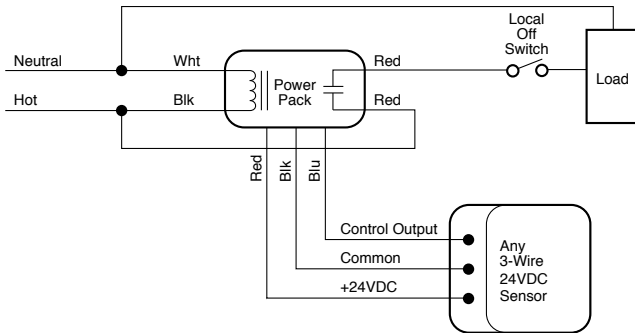 Local
Off
Switch
Neutral
Wht
Red
Load
Power
Pack
Hot
Blk
Red
Red
Blk
Blu
Control Output
Common
+24VDC
Any
3-Wire
24VDC
Sensor